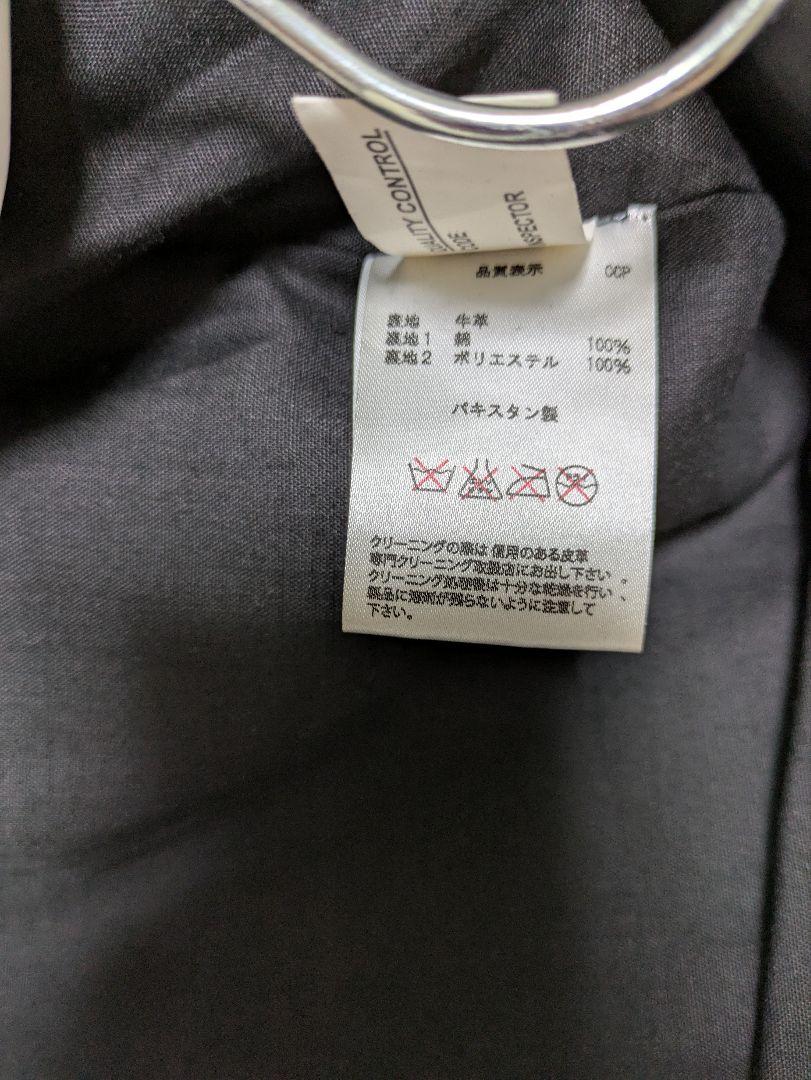 QUALITY CONTROL
CODE
INSPECTOR
品質表示 CCP
裏地 牛革
裏地1 綿 100%
裏地2 ポリエステル 100%
パキスタン製
クリーニングの際は信用のある皮革
専門クリーニング取扱店にお出し下さい。
クリーニング処理後は十分な乾燥を行い、
製品に溶剤が残らないように注意して
下さい。